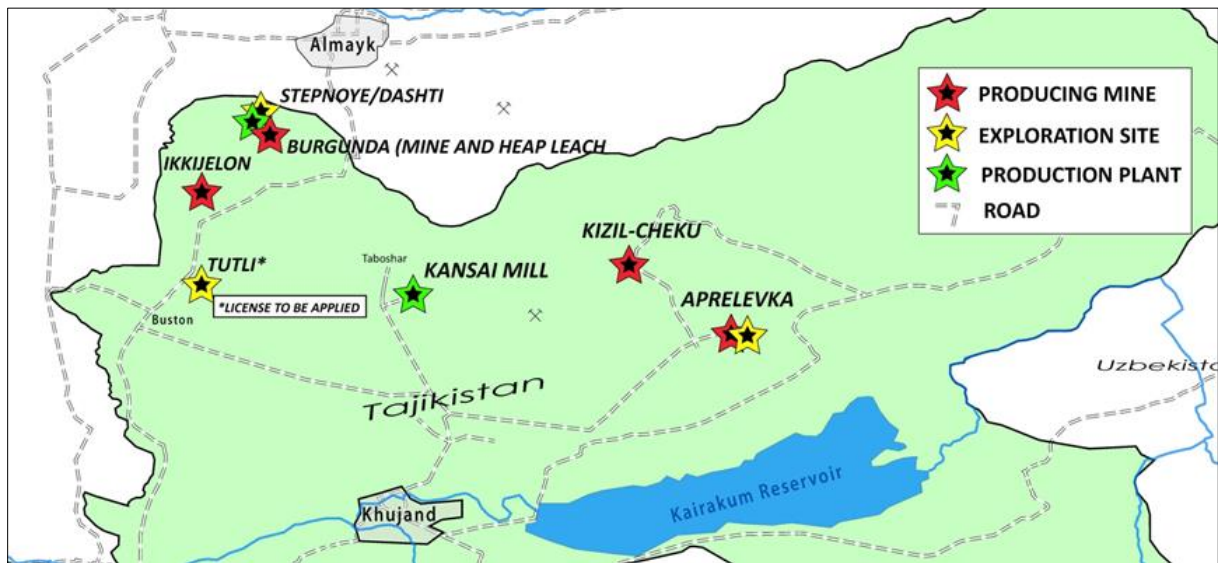 Almayk
STEPNOYE/DASHTI
BURGUNDA (MINE AND HEAP LEACH
IKKIJELON
TUTLI*
*LICENSE TO BE APPLIED
Buston
Taboshar
KANSAI MILL
KIZIL-CHEKU
APRELEVKA
Tajikistan
Khujand
Kairakum Reservoir
Uzbekista
PRODUCING MINE
EXPLORATION SITE
PRODUCTION PLANT
ROAD